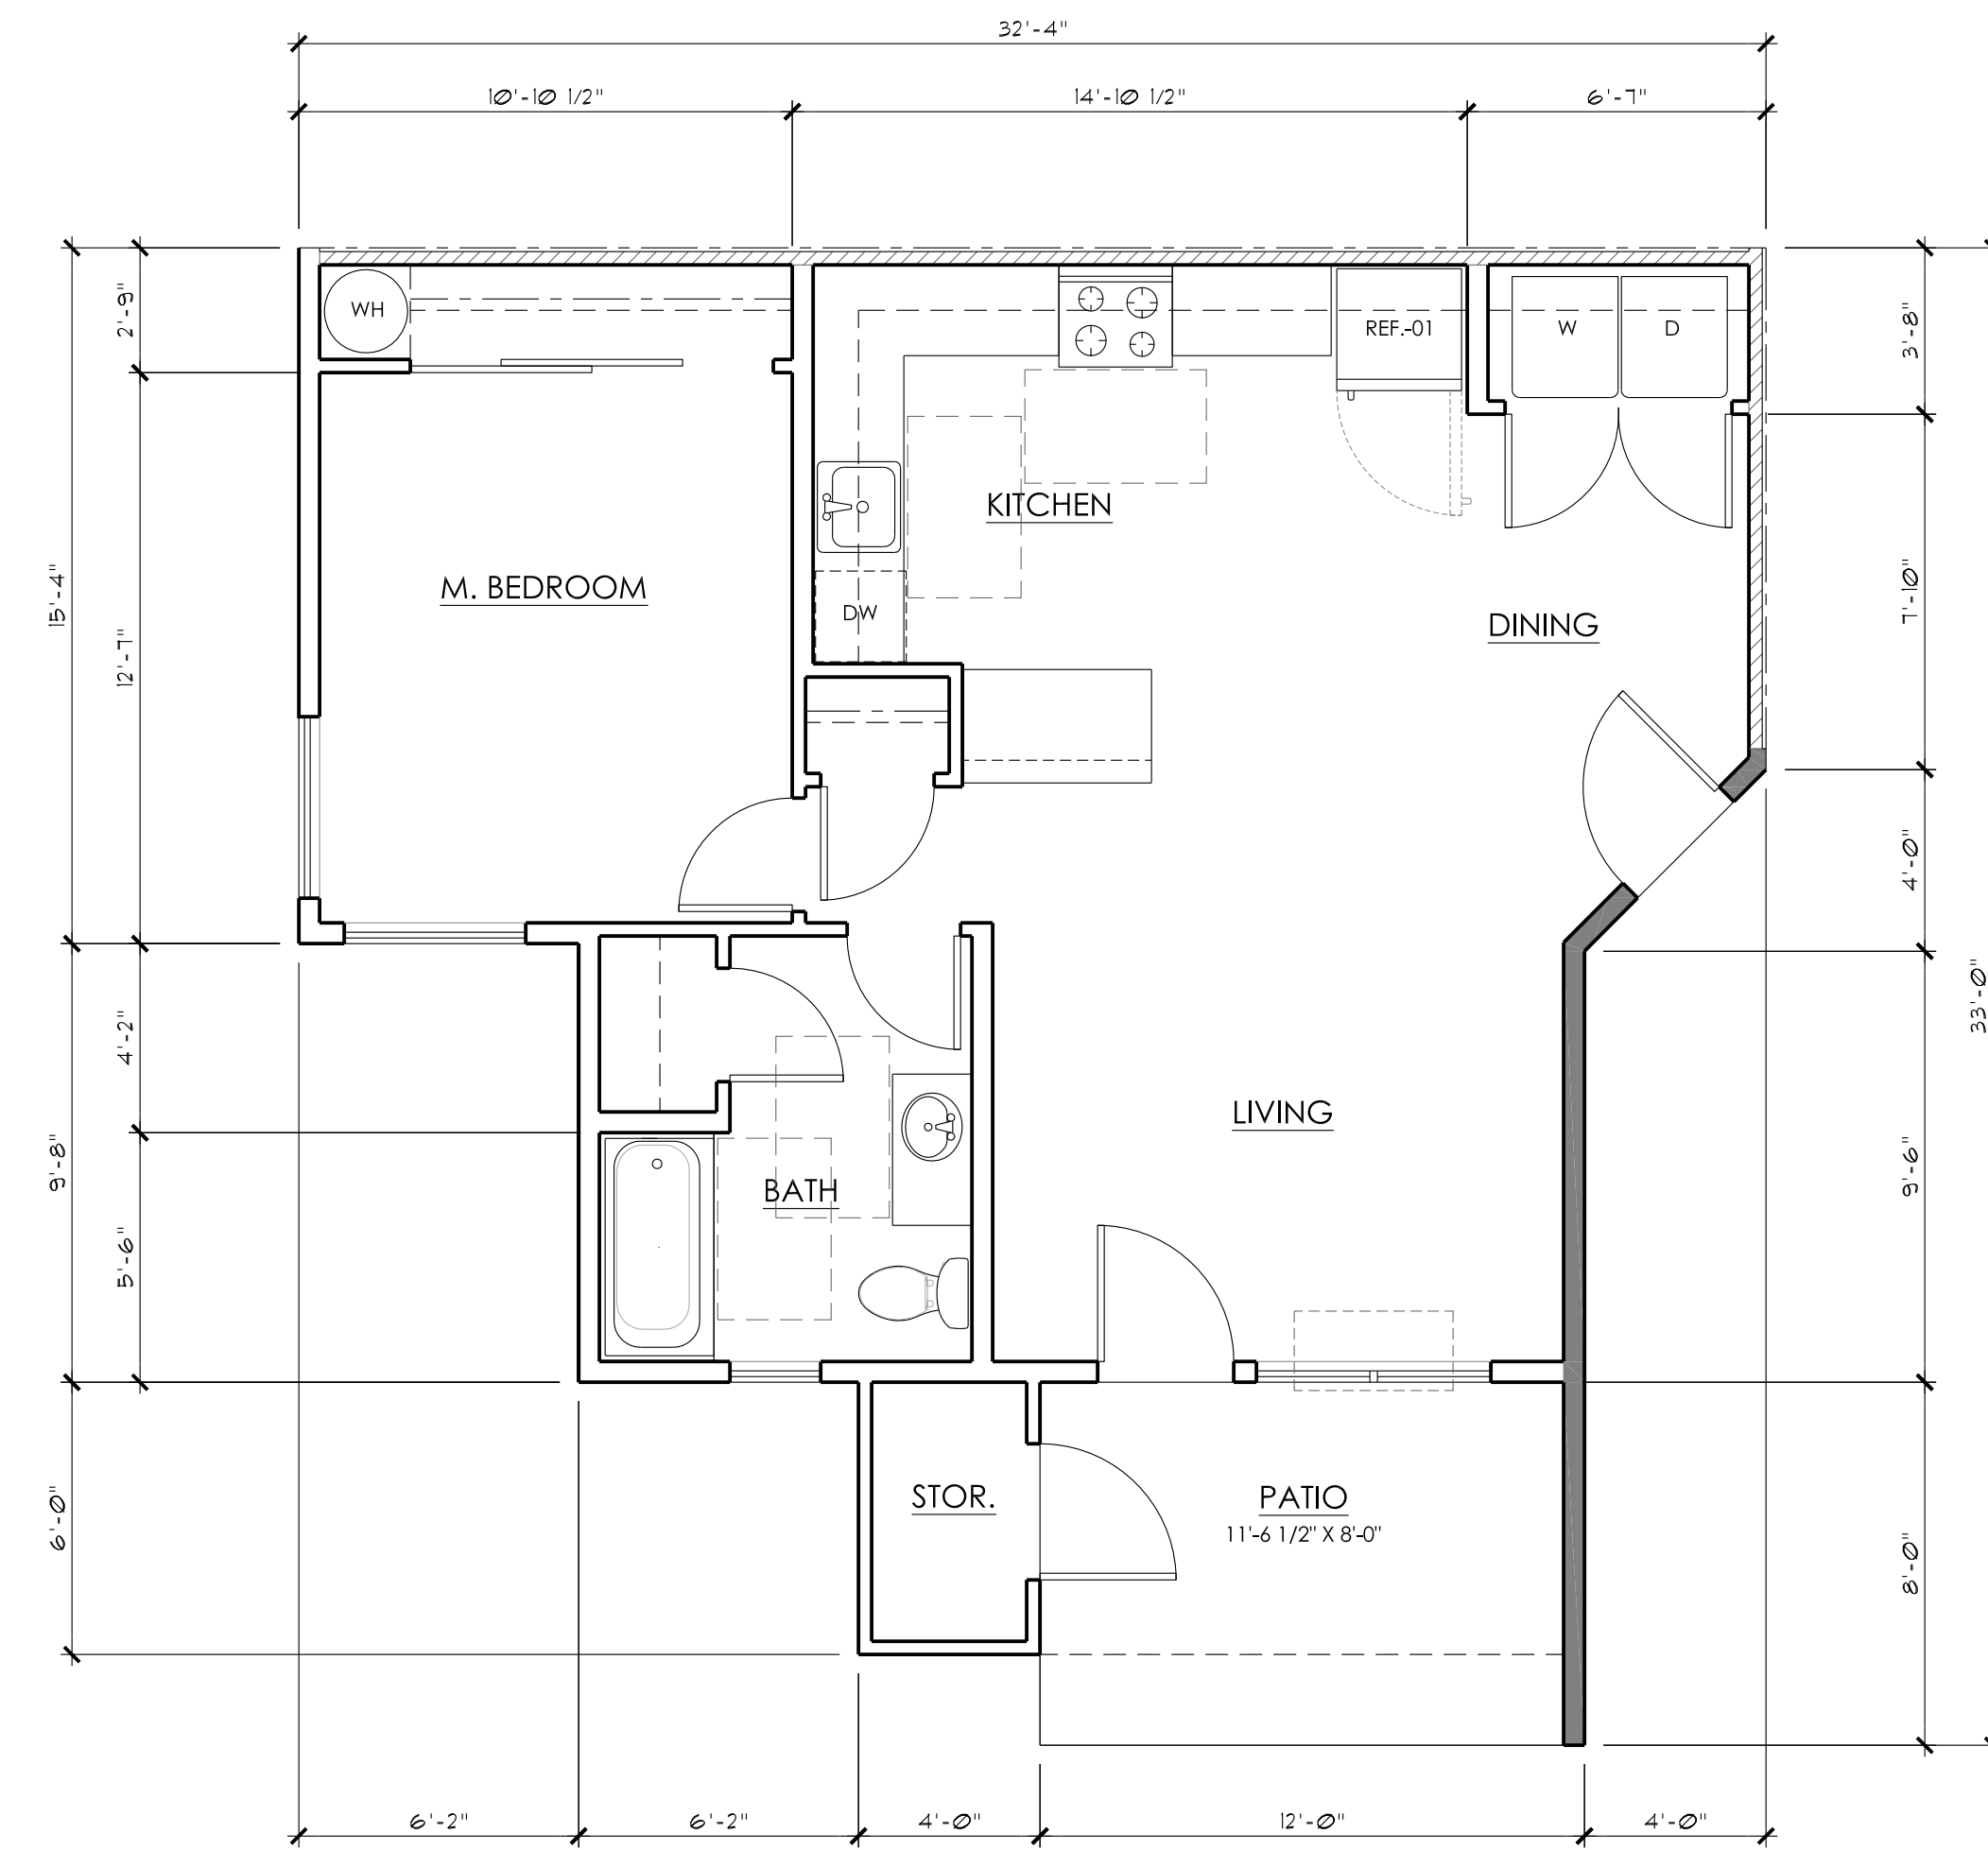 32'-4"
10'-10 1/2"
14'-10 1/2"
6'-7"
2'-9"
3'-8"
WH
REF.-01
W
D
KITCHEN
15'-4"
M. BEDROOM
7'-10"
DW
DINING
12'-7"
4'-0"
33'-0"
4'-2"
LIVING
9'-8"
9'-6"
BATH
5'-6"
STOR.
PATIO
11'-6 1/2" X 8'-0"
6'-0"
8'-0"
6'-2"
6'-2"
4'-0"
12'-0"
4'-0"